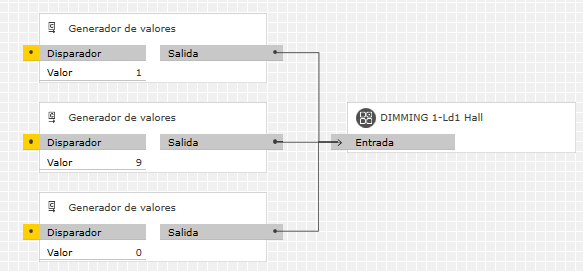 Generador de valores
Disparador Salida
Valor 1
Generador de valores
Disparador Salida
Valor 9
DIMMING 1-Ld1 Hall
Entrada
Generador de valores
Disparador Salida
Valor 0